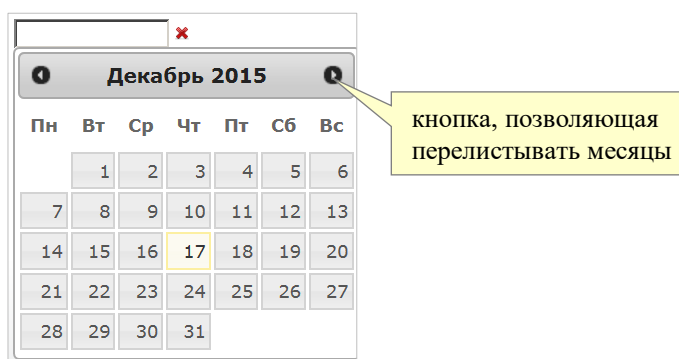 Декабрь 2015
кнопка, позволяющая
перелистывать месяцы
Пн Вт Ср Чт Пт Сб Вс
1 2 3 4 5 6
7 8 9 10 11 12 13
14 15 16 17 18 19 20
21 22 23 24 25 26 27
28 29 30 31